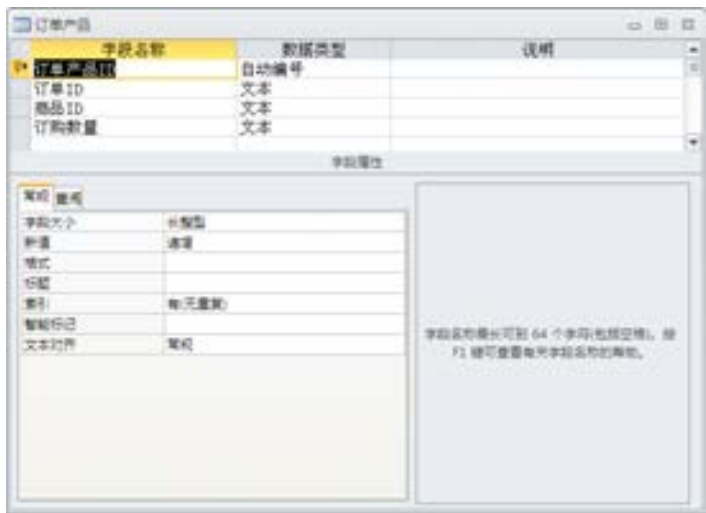 订单产品
字段名称 数据类型 说明
订单产品ID 自动编号
订单ID 文本
商品ID 文本
订购数量 文本
字段属性
常规 查阅
字段大小 长整型
新值 递增
格式
标题
索引 有(无重复)
智能标记
文本对齐 常规
字段名称最长可到 64 个字符(包括空格)。按
F1 键可查看有关字段名称的帮助。